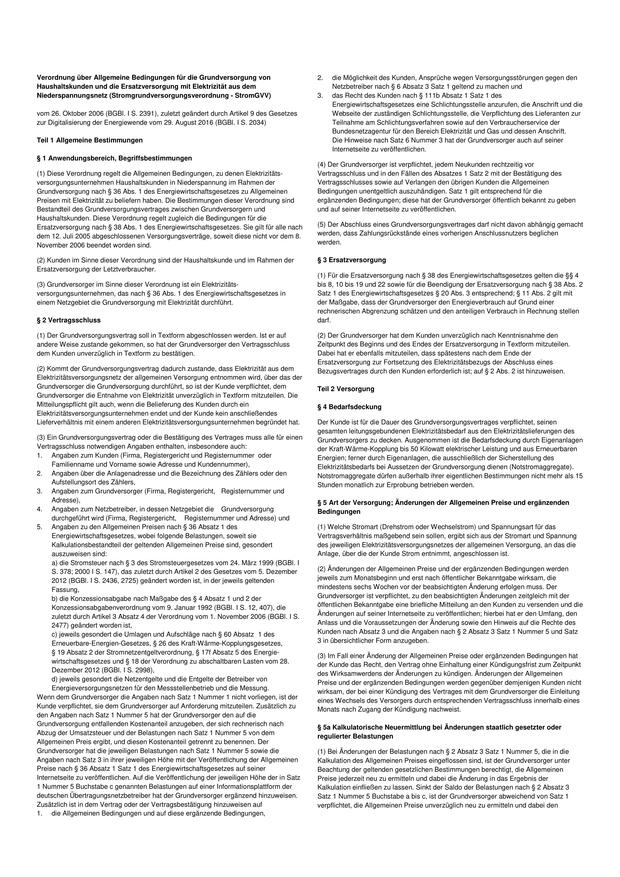 Verordnung über Allgemeine Bedingungen für die Grundversorgung von
Haushaltskunden und die Ersatzversorgung mit Elektrizität aus dem
Niederspannungsnetz (Stromgrundversorgungsverordnung - StromGVV)
vom 26. Oktober 2006 (BGBl. I S. 2391), zuletzt geändert durch Artikel 9 des Gesetzes
zur Digitalisierung der Energiewende vom 29. August 2016 (BGBl. I S. 2034)
Teil 1 Allgemeine Bestimmungen
§ 1 Anwendungsbereich, Begriffsbestimmungen
(1) Diese Verordnung regelt die Allgemeinen Bedingungen, zu denen Elektrizitäts-
versorgungsunternehmen Haushaltskunden in Niederspannung im Rahmen der
Grundversorgung nach § 36 Abs. 1 des Energiewirtschaftsgesetzes zu Allgemeinen
Preisen mit Elektrizität zu beliefern haben. Die Bestimmungen dieser Verordnung sind
Bestandteil des Grundversorgungsvertrages zwischen Grundversorgern und
Haushaltskunden. Diese Verordnung regelt zugleich die Bedingungen für die
Ersatzversorgung nach § 38 Abs. 1 des Energiewirtschaftsgesetzes. Sie gilt für alle nach
dem 12. Juli 2005 abgeschlossenen Versorgungsverträge, soweit diese nicht vor dem 8.
November 2006 beendet worden sind.
(2) Kunden im Sinne dieser Verordnung sind der Haushaltskunde und im Rahmen der
Ersatzversorgung der Letztverbraucher.
(3) Grundversorger im Sinne dieser Verordnung ist ein Elektrizitäts-
versorgungsunternehmen, das nach § 36 Abs. 1 des Energiewirtschaftsgesetzes in
einem Netzgebiet die Grundversorgung mit Elektrizität durchführt.
§ 2 Vertragsschluss
(1) Der Grundversorgungsvertrag soll in Textform abgeschlossen werden. Ist er auf
andere Weise zustande gekommen, so hat der Grundversorger den Vertragsschluss
dem Kunden unverzüglich in Textform zu bestätigen.
(2) Kommt der Grundversorgungsvertrag dadurch zustande, dass Elektrizität aus dem
Elektrizitätsversorgungsnetz der allgemeinen Versorgung entnommen wird, über das der
Grundversorger die Grundversorgung durchführt, so ist der Kunde verpflichtet, dem
Grundversorger die Entnahme von Elektrizität unverzüglich in Textform mitzuteilen. Die
Mitteilungspflicht gilt auch, wenn die Belieferung des Kunden durch ein
Elektrizitätsversorgungsunternehmen endet und der Kunde kein anschließendes
Lieferverhältnis mit einem anderen Elektrizitätsversorgungsunternehmen begründet hat.
(3) Ein Grundversorgungsvertrag oder die Bestätigung des Vertrages muss alle für einen
Vertragsschluss notwendigen Angaben enthalten, insbesondere auch:
1. Angaben zum Kunden (Firma, Registergericht und Registernummer oder
Familienname und Vorname sowie Adresse und Kundennummer),
2. Angaben über die Anlagenadresse und die Bezeichnung des Zählers oder den
Aufstellungsort des Zählers,
3. Angaben zum Grundversorger (Firma, Registergericht, Registernummer und
Adresse),
4. Angaben zum Netzbetreiber, in dessen Netzgebiet die Grundversorgung
durchgeführt wird (Firma, Registergericht, Registernummer und Adresse) und
5. Angaben zu den Allgemeinen Preisen nach § 36 Absatz 1 des
Energiewirtschaftsgesetzes, wobei folgende Belastungen, soweit sie
Kalkulationsbestandteil der geltenden Allgemeinen Preise sind, gesondert
auszuweisen sind:
a) die Stromsteuer nach § 3 des Stromsteuergesetzes vom 24. März 1999 (BGBl. I
S. 378; 2000 I S. 147), das zuletzt durch Artikel 2 des Gesetzes vom 5. Dezember
2012 (BGBl. I S. 2436, 2725) geändert worden ist, in der jeweils geltenden
Fassung,
b) die Konzessionsabgabe nach Maßgabe des § 4 Absatz 1 und 2 der
Konzessionsabgabenverordnung vom 9. Januar 1992 (BGBl. I S. 12, 407), die
zuletzt durch Artikel 3 Absatz 4 der Verordnung vom 1. November 2006 (BGBl. I S.
2477) geändert worden ist,
c) jeweils gesondert die Umlagen und Aufschläge nach § 60 Absatz 1 des
Erneuerbare-Energien-Gesetzes, § 26 des Kraft-Wärme-Kopplungsgesetzes,
§ 19 Absatz 2 der Stromnetzentgeltverordnung, § 17f Absatz 5 des Energie-
wirtschaftsgesetzes und § 18 der Verordnung zu abschaltbaren Lasten vom 28.
Dezember 2012 (BGBl. I S. 2998),
d) jeweils gesondert die Netzentgelte und die Entgelte der Betreiber von
Energieversorgungsnetzen für den Messstellenbetrieb und die Messung.
Wenn dem Grundversorger die Angaben nach Satz 1 Nummer 1 nicht vorliegen, ist der
Kunde verpflichtet, sie dem Grundversorger auf Anforderung mitzuteilen. Zusätzlich zu
den Angaben nach Satz 1 Nummer 5 hat der Grundversorger den auf die
Grundversorgung entfallenden Kostenanteil anzugeben, der sich rechnerisch nach
Abzug der Umsatzsteuer und der Belastungen nach Satz 1 Nummer 5 von dem
Allgemeinen Preis ergibt, und diesen Kostenanteil getrennt zu benennen. Der
Grundversorger hat die jeweiligen Belastungen nach Satz 1 Nummer 5 sowie die
Angaben nach Satz 3 in ihrer jeweiligen Höhe mit der Veröffentlichung der Allgemeinen
Preise nach § 36 Absatz 1 Satz 1 des Energiewirtschaftsgesetzes auf seiner
Internetseite zu veröffentlichen. Auf die Veröffentlichung der jeweiligen Höhe der in Satz
1 Nummer 5 Buchstabe c genannten Belastungen auf einer Informationsplattform der
deutschen Übertragungsnetzbetreiber hat der Grundversorger ergänzend hinzuweisen.
Zusätzlich ist in dem Vertrag oder der Vertragsbestätigung hinzuweisen auf
1. die Allgemeinen Bedingungen und auf diese ergänzende Bedingungen,
2. die Möglichkeit des Kunden, Ansprüche wegen Versorgungsstörungen gegen den
Netzbetreiber nach § 6 Absatz 3 Satz 1 geltend zu machen und
3. das Recht des Kunden nach § 111b Absatz 1 Satz 1 des
Energiewirtschaftsgesetzes eine Schlichtungsstelle anzurufen, die Anschrift und die
Webseite der zuständigen Schlichtungsstelle, die Verpflichtung des Lieferanten zur
Teilnahme am Schlichtungsverfahren sowie auf den Verbraucherservice der
Bundesnetzagentur für den Bereich Elektrizität und Gas und dessen Anschrift.
Die Hinweise nach Satz 6 Nummer 3 hat der Grundversorger auch auf seiner
Internetseite zu veröffentlichen.
(4) Der Grundversorger ist verpflichtet, jedem Neukunden rechtzeitig vor
Vertragsschluss und in den Fällen des Absatzes 1 Satz 2 mit der Bestätigung des
Vertragsschlusses sowie auf Verlangen den übrigen Kunden die Allgemeinen
Bedingungen unentgeltlich auszuhändigen. Satz 1 gilt entsprechend für die
ergänzenden Bedingungen; diese hat der Grundversorger öffentlich bekannt zu geben
und auf seiner Internetseite zu veröffentlichen.
(5) Der Abschluss eines Grundversorgungsvertrages darf nicht davon abhängig gemacht
werden, dass Zahlungsrückstände eines vorherigen Anschlussnutzers beglichen
werden.
§ 3 Ersatzversorgung
(1) Für die Ersatzversorgung nach § 38 des Energiewirtschaftsgesetzes gelten die §§ 4
bis 8, 10 bis 19 und 22 sowie für die Beendigung der Ersatzversorgung nach § 38 Abs. 2
Satz 1 des Energiewirtschaftsgesetzes § 20 Abs. 3 entsprechend; § 11 Abs. 2 gilt mit
der Maßgabe, dass der Grundversorger den Energieverbrauch auf Grund einer
rechnerischen Abgrenzung schätzen und den anteiligen Verbrauch in Rechnung stellen
darf.
(2) Der Grundversorger hat dem Kunden unverzüglich nach Kenntnisnahme den
Zeitpunkt des Beginns und des Endes der Ersatzversorgung in Textform mitzuteilen.
Dabei hat er ebenfalls mitzuteilen, dass spätestens nach dem Ende der
Ersatzversorgung zur Fortsetzung des Elektrizitätsbezugs der Abschluss eines
Bezugsvertrages durch den Kunden erforderlich ist; auf § 2 Abs. 2 ist hinzuweisen.
Teil 2 Versorgung
§ 4 Bedarfsdeckung
Der Kunde ist für die Dauer des Grundversorgungsvertrages verpflichtet, seinen
gesamten leitungsgebundenen Elektrizitätsbedarf aus den Elektrizitätslieferungen des
Grundversorgers zu decken. Ausgenommen ist die Bedarfsdeckung durch Eigenanlagen
der Kraft-Wärme-Kopplung bis 50 Kilowatt elektrischer Leistung und aus Erneuerbaren
Energien; ferner durch Eigenanlagen, die ausschließlich der Sicherstellung des
Elektrizitätsbedarfs bei Aussetzen der Grundversorgung dienen (Notstromaggregate).
Notstromaggregate dürfen außerhalb ihrer eigentlichen Bestimmungen nicht mehr als 15
Stunden monatlich zur Erprobung betrieben werden.
§ 5 Art der Versorgung; Änderungen der Allgemeinen Preise und ergänzenden
Bedingungen
(1) Welche Stromart (Drehstrom oder Wechselstrom) und Spannungsart für das
Vertragsverhältnis maßgebend sein sollen, ergibt sich aus der Stromart und Spannung
des jeweiligen Elektrizitätsversorgungsnetzes der allgemeinen Versorgung, an das die
Anlage, über die der Kunde Strom entnimmt, angeschlossen ist.
(2) Änderungen der Allgemeinen Preise und der ergänzenden Bedingungen werden
jeweils zum Monatsbeginn und erst nach öffentlicher Bekanntgabe wirksam, die
mindestens sechs Wochen vor der beabsichtigten Änderung erfolgen muss. Der
Grundversorger ist verpflichtet, zu den beabsichtigten Änderungen zeitgleich mit der
öffentlichen Bekanntgabe eine briefliche Mitteilung an den Kunden zu versenden und die
Änderungen auf seiner Internetseite zu veröffentlichen; hierbei hat er den Umfang, den
Anlass und die Voraussetzungen der Änderung sowie den Hinweis auf die Rechte des
Kunden nach Absatz 3 und die Angaben nach § 2 Absatz 3 Satz 1 Nummer 5 und Satz
3 in übersichtlicher Form anzugeben.
(3) Im Fall einer Änderung der Allgemeinen Preise oder ergänzenden Bedingungen hat
der Kunde das Recht, den Vertrag ohne Einhaltung einer Kündigungsfrist zum Zeitpunkt
des Wirksamwerdens der Änderungen zu kündigen. Änderungen der Allgemeinen
Preise und der ergänzenden Bedingungen werden gegenüber demjenigen Kunden nicht
wirksam, der bei einer Kündigung des Vertrages mit dem Grundversorger die Einleitung
eines Wechsels des Versorgers durch entsprechenden Vertragsschluss innerhalb eines
Monats nach Zugang der Kündigung nachweist.
§ 5a Kalkulatorische Neuermittlung bei Änderungen staatlich gesetzter oder
regulierter Belastungen
(1) Bei Änderungen der Belastungen nach § 2 Absatz 3 Satz 1 Nummer 5, die in die
Kalkulation des Allgemeinen Preises eingeflossen sind, ist der Grundversorger unter
Beachtung der geltenden gesetzlichen Bestimmungen berechtigt, die Allgemeinen
Preise jederzeit neu zu ermitteln und dabei die Änderung in das Ergebnis der
Kalkulation einfließen zu lassen. Sinkt der Saldo der Belastungen nach § 2 Absatz 3
Satz 1 Nummer 5 Buchstabe a bis c, ist der Grundversorger abweichend von Satz 1
verpflichtet, die Allgemeinen Preise unverzüglich neu zu ermitteln und dabei den